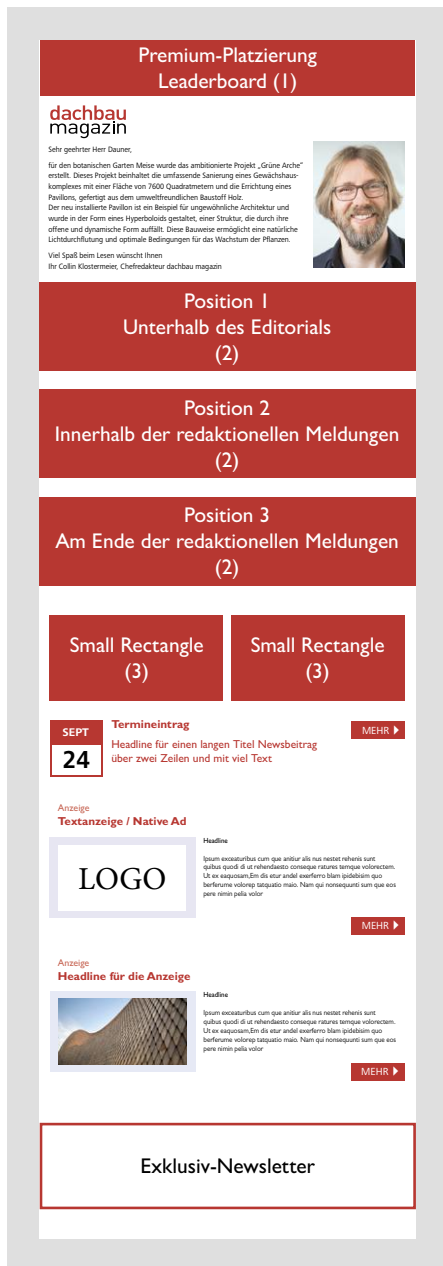 Premium-Platzierung
Leaderboard (1)
dachbau
magazin
Sehr geehrter Herr Dauner,
für den botanischen Garten Meise wurde das ambitionierte Projekt „Grüne Arche“
erstellt. Dieses Projekt beinhaltet die umfassende Sanierung eines Gewächshaus-
komplexes mit einer Fläche von 7600 Quadratmetern und die Errichtung eines
Pavillons, gefertigt aus dem umweltfreundlichen Baustoff Holz.
Der neu installierte Pavillon ist ein Beispiel für ungewöhnliche Architektur und
wurde in der Form eines Hyperboloids gestaltet, einer Struktur, die durch ihre
offene und dynamische Form auffällt. Diese Bauweise ermöglicht eine natürliche
Lichtdurchflutung und optimale Bedingungen für das Wachstum der Pflanzen.
Viel Spaß beim Lesen wünscht Ihnen
Ihr Collin Klostermeier, Chefredakteur dachbau magazin
Position 1
Unterhalb des Editorials
(2)
Position 2
Innerhalb der redaktionellen Meldungen
(2)
Position 3
Am Ende der redaktionellen Meldungen
(2)
Small Rectangle
(3)
Small Rectangle
(3)
SEPT
24
Termineintrag
Headline für einen langen Titel Newsbeitrag
über zwei Zeilen und mit viel Text
MEHR
Anzeige
Textanzeige / Native Ad
LOGO
Headline
Ipsum exceaturibus cum que anitiur alis nus nestet rehenis sunt
quibus quodi di ut rehendaesto conseque ratures temque volorectem.
Ut ex eaquosam,Em dis etur andel exerferro blam ipidebisim quo
berferume volorep tatquatio maio. Nam qui nonsequunti sum que eos
pere nimin pelia volor
MEHR
Anzeige
Headline für die Anzeige
Headline
Ipsum exceaturibus cum que anitiur alis nus nestet rehenis sunt
quibus quodi di ut rehendaesto conseque ratures temque volorectem.
Ut ex eaquosam,Em dis etur andel exerferro blam ipidebisim quo
berferume volorep tatquatio maio. Nam qui nonsequunti sum que eos
pere nimin pelia volor
MEHR
Exklusiv-Newsletter